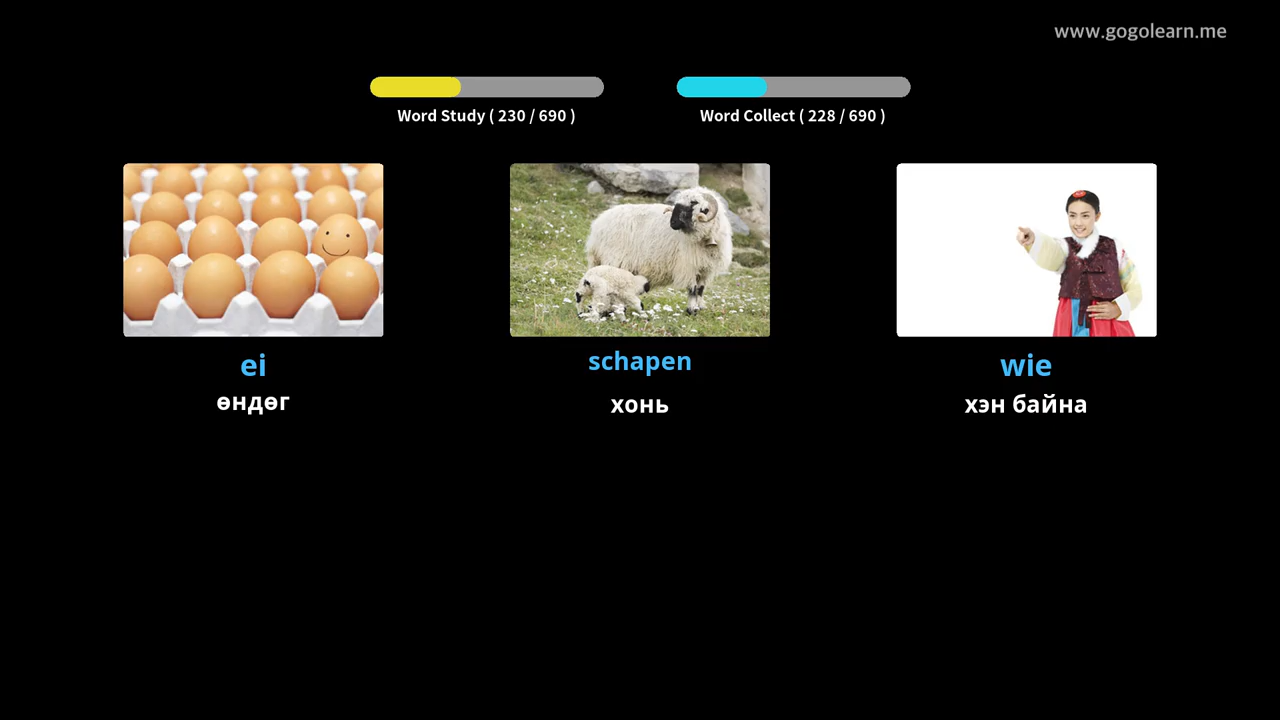 www.gogolearn.me
Word Study ( 230 / 690 )
Word Collect ( 228 / 690 )
ei
өндөг
schapen
хонь
wie
хэн байна